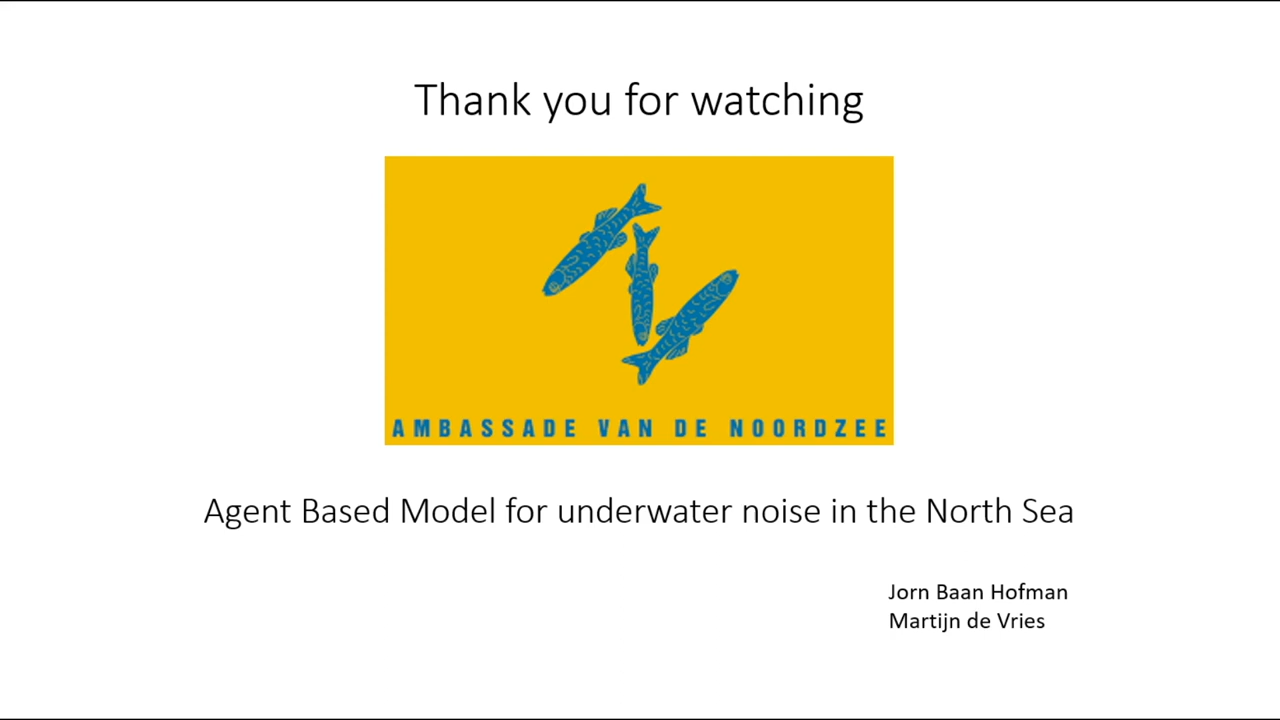 Thank you for watching
AMBASSADE VAN DE NOORDZEE
Agent Based Model for underwater noise in the North Sea
Jorn Baan Hofman
Martijn de Vries